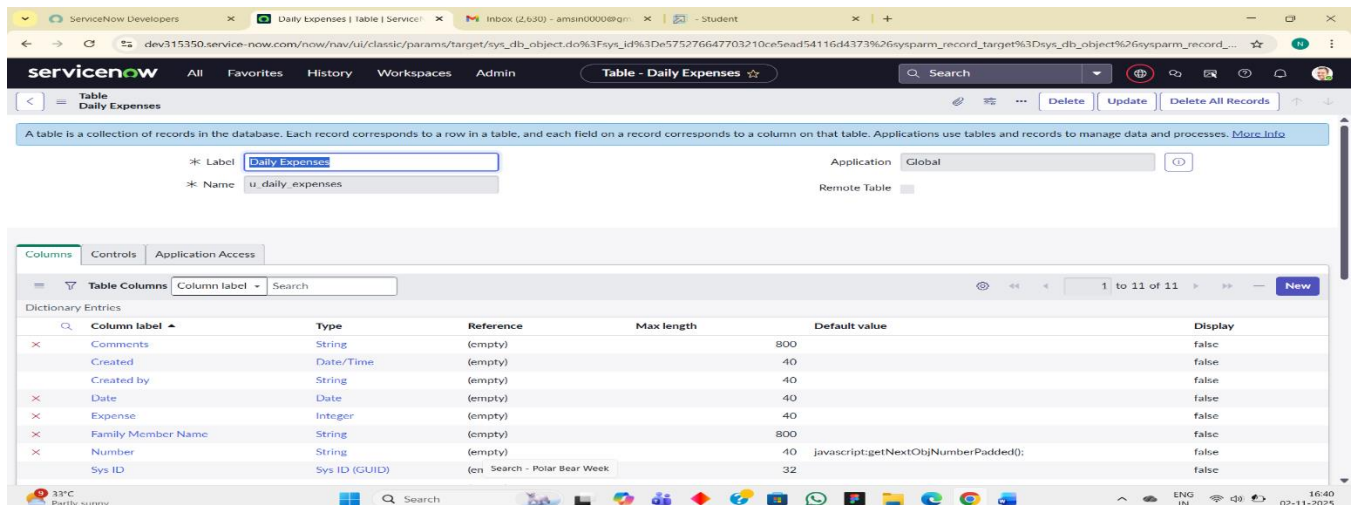 ServiceNow Developers
Daily Expenses | Table | Service
Inbox (2,630) - amsin0000@gm
- Student
dev315350.service-now.com/now/nav/ui/classic/params/target/sys_db_object.do%3Fsys_id%3De575276647703210ce5ead54116d4373%26sysparm_record_target%3Dsys_db_object%26sysparm_record_...
N
servicenow All Favorites History Workspaces Admin Table - Daily Expenses Search
Table
Daily Expenses
Delete Update Delete All Records
A table is a collection of records in the database. Each record corresponds to a row in a table, and each field on a record corresponds to a column on that table. Applications use tables and records to manage data and processes. More Info
Label Daily Expenses Application Global
Name u_daily_expenses Remote Table
Columns Controls Application Access
Table Columns Column label Search 1 to 11 of 11 New
Dictionary Entries
Column label Type Reference Max length Default value Display
Comments String (empty) 800 false
Created Date/Time (empty) 40 false
Created by String (empty) 40 false
Date Date (empty) 40 false
Expense Integer (empty) 40 false
Family Member Name String (empty) 800 false
Number String (empty) 40 javascript:getNextObjNumberPadded(); false
Sys ID Sys ID (GUID) (en Search - Polar Bear Week 32 false
9 33°C
Partly sunny
Search
ENG
IN
16:40
02-11-2025